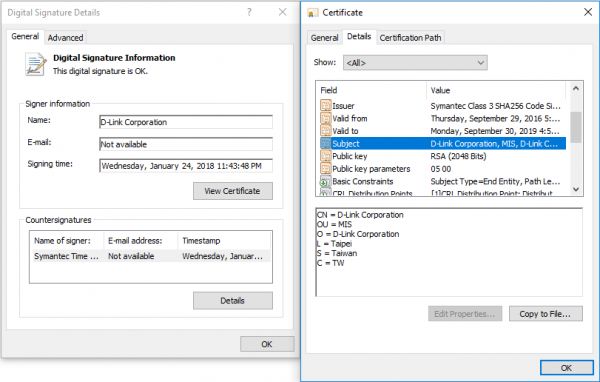 Digital Signature Details
General
Advanced
Digital Signature Information
This digital signature is OK.
Signer information
Name:
D-Link Corporation
E-mail:
Not available
Signing time:
Wednesday, January 24, 2018 11:43:48 PM
View Certificate
Countersignatures
Name of signer:
E-mail address:
Timestamp
Symantec Time ...
Not available
Wednesday, Januar...
Details
OK
Certificate
General
Details
Certification Path
Show:
<All>
Field
Value
Issuer
Symantec Class 3 SHA256 Code Si...
Valid from
Thursday, September 29, 2016 5:...
Valid to
Monday, September 30, 2019 4:5...
Subject
D-Link Corporation, MIS, D-Link C...
Public key
RSA (2048 Bits)
Public key parameters
05 00
Basic Constraints
Subject Type=End Entity, Path Le...
CRL Distribution Points
[1]CRL Distribution Point: Distribut...
CN = D-Link Corporation
OU = MIS
O = D-Link Corporation
L = Taipei
S = Taiwan
C = TW
Edit Properties...
Copy to File...
OK